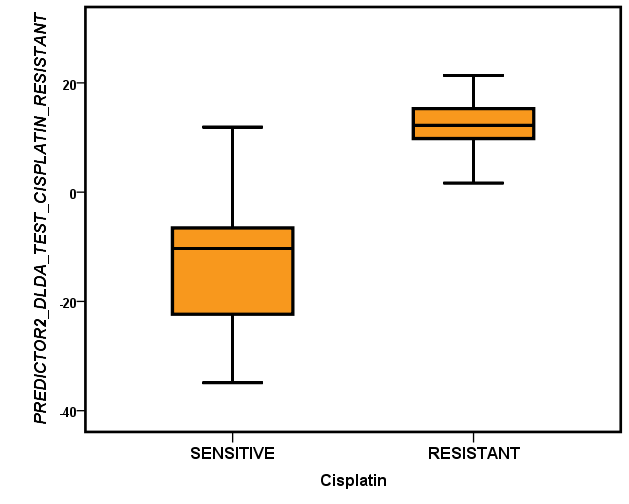 PREDICTOR2_DLDA_TEST_CISPLATIN_RESISTANT
20
0
-20
-40
SENSITIVE
RESISTANT
Cisplatin